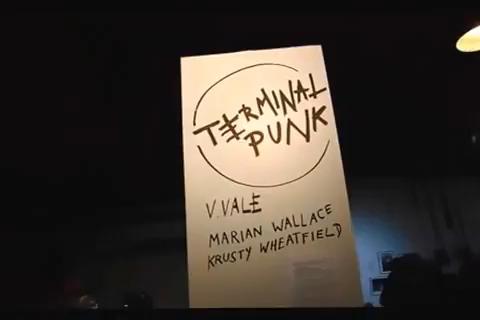 TERMINAL
PUNK
V.VALE
MARIAN WALLACE
KRUSTY WHEATFIELD